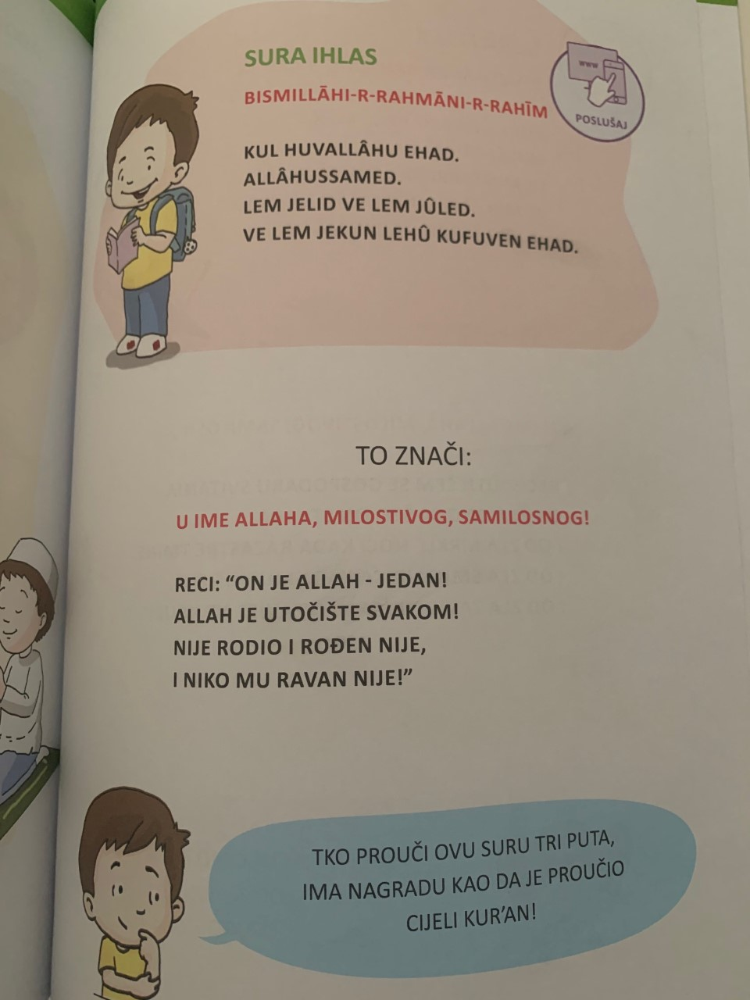 SURA IHLAS
BISMILLĀHI-R-RAHMĀNI-R-RAHĪM
www
POSLUŠAJ
KUL HUVALLÂHU EHAD.
ALLÂHUSSAMED.
LEM JELID VE LEM JÛLED.
VE LEM JEKUN LEHÛ KUFUVEN EHAD.
TO ZNAČI:
U IME ALLAHA, MILOSTIVOG, SAMILOSNOG!
RECI: “ON JE ALLAH - JEDAN!
ALLAH JE UTOČIŠTE SVAKOM!
NIJE RODIO I ROĐEN NIJE,
I NIKO MU RAVAN NIJE!”
TKO PROUČI OVU SURU TRI PUTA,
IMA NAGRADU KAO DA JE PROUČIO
CIJELI KUR’AN!